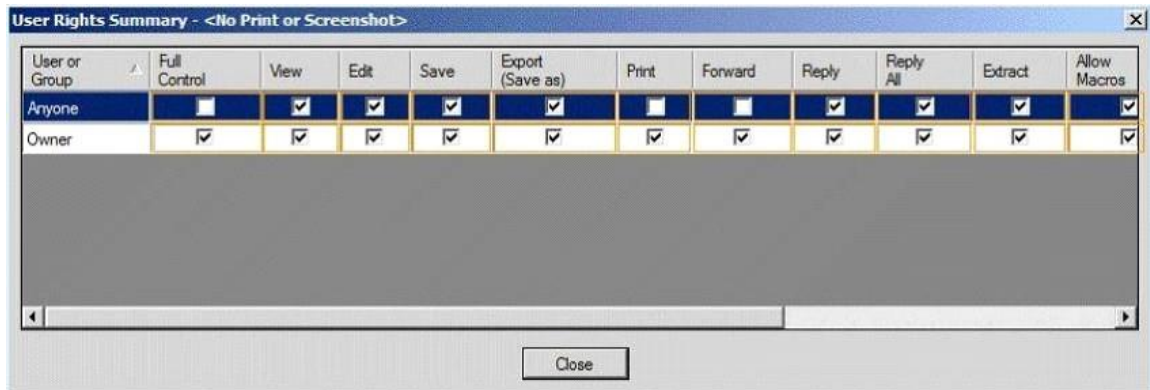 User Rights Summary - <No Print or Screenshot>
User or Group Full Control View Edit Save Export (Save as) Print Forward Reply Reply All Extract Allow Macros
Anyone
Owner
Close